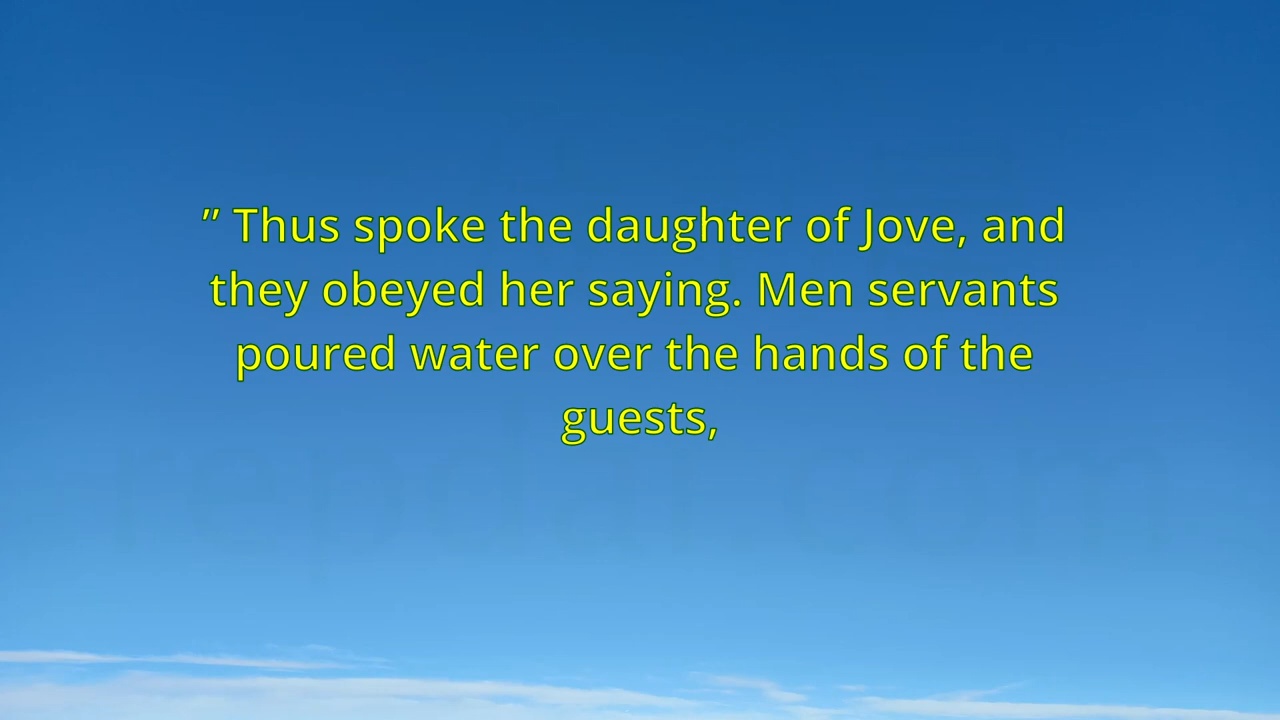 ” Thus spoke the daughter of Jove, and
they obeyed her saying. Men servants
poured water over the hands of the
guests,